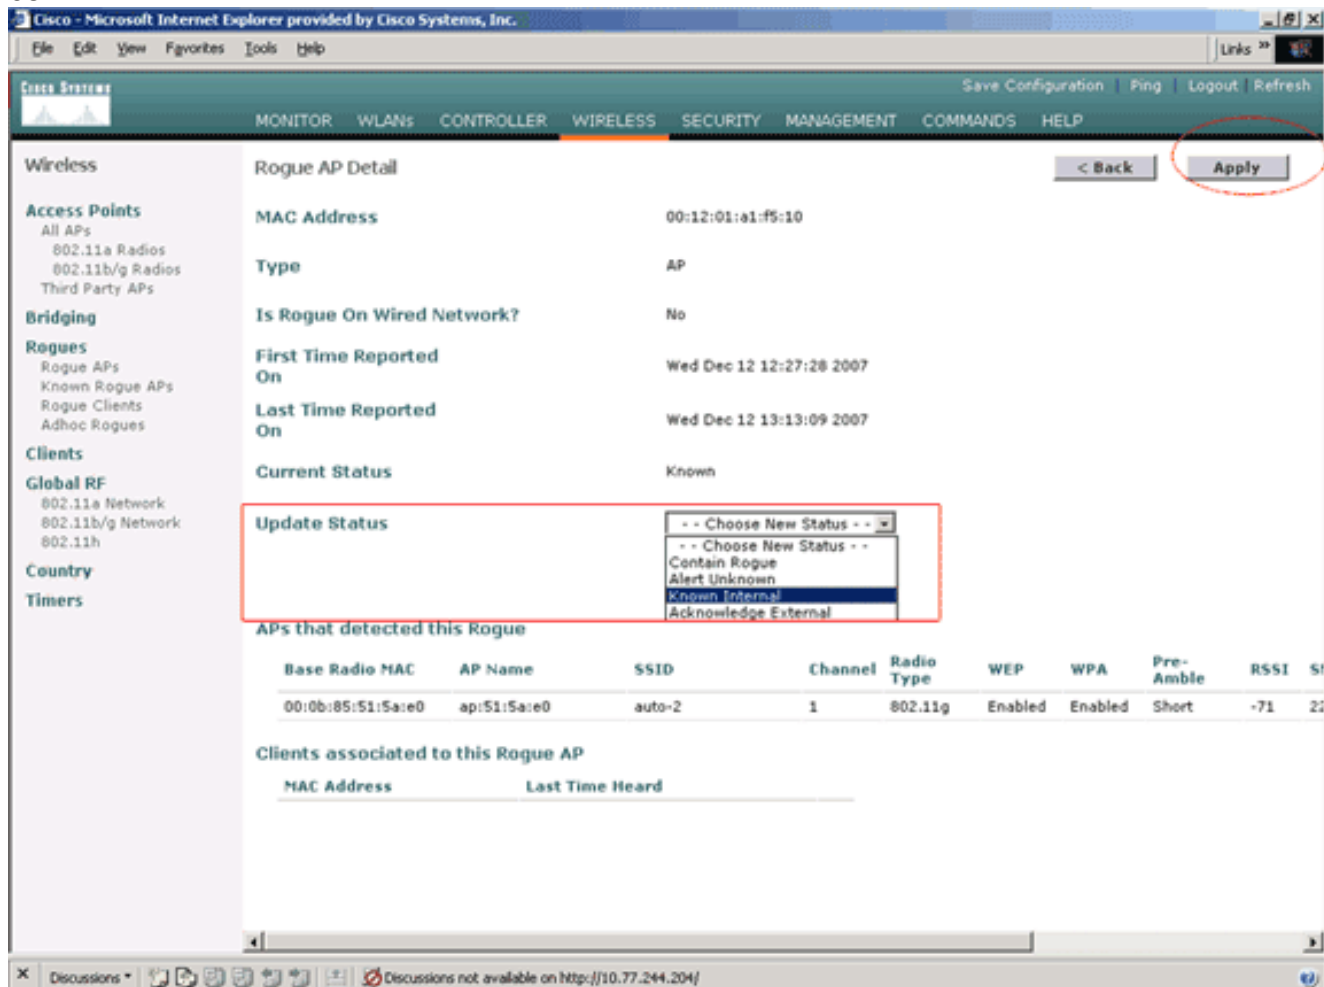 Cisco - Microsoft Internet Explorer provided by Cisco Systems, Inc.
File Edit View Favorites Tools Help
Links »
CISCO SYSTEMS
Save Configuration | Ping | Logout | Refresh
MONITOR WLANs CONTROLLER WIRELESS SECURITY MANAGEMENT COMMANDS HELP
Wireless
Access Points
All APs
802.11a Radios
802.11b/g Radios
Third Party APs
Bridging
Rogues
Rogue APs
Known Rogue APs
Rogue Clients
Adhoc Rogues
Clients
Global RF
802.11a Network
802.11b/g Network
802.11h
Country
Timers
Rogue AP Detail
< Back
Apply
MAC Address 00:12:01:a1:f5:10
Type AP
Is Rogue On Wired Network? No
First Time Reported
On
Wed Dec 12 12:27:28 2007
Last Time Reported
On
Wed Dec 12 13:13:09 2007
Current Status Known
Update Status - - Choose New Status - -
- - Choose New Status - -
Contain Rogue
Alert Unknown
Known Internal
Acknowledge External
APs that detected this Rogue
Base Radio MAC AP Name SSID Channel Radio Type WEP WPA Pre-Amble RSSI
00:0b:85:51:5a:e0 ap:51:5a:e0 auto-2 1 802.11g Enabled Enabled Short -71 22
Clients associated to this Rogue AP
MAC Address Last Time Heard
Discussions
Discussions not available on http://10.77.244.204/